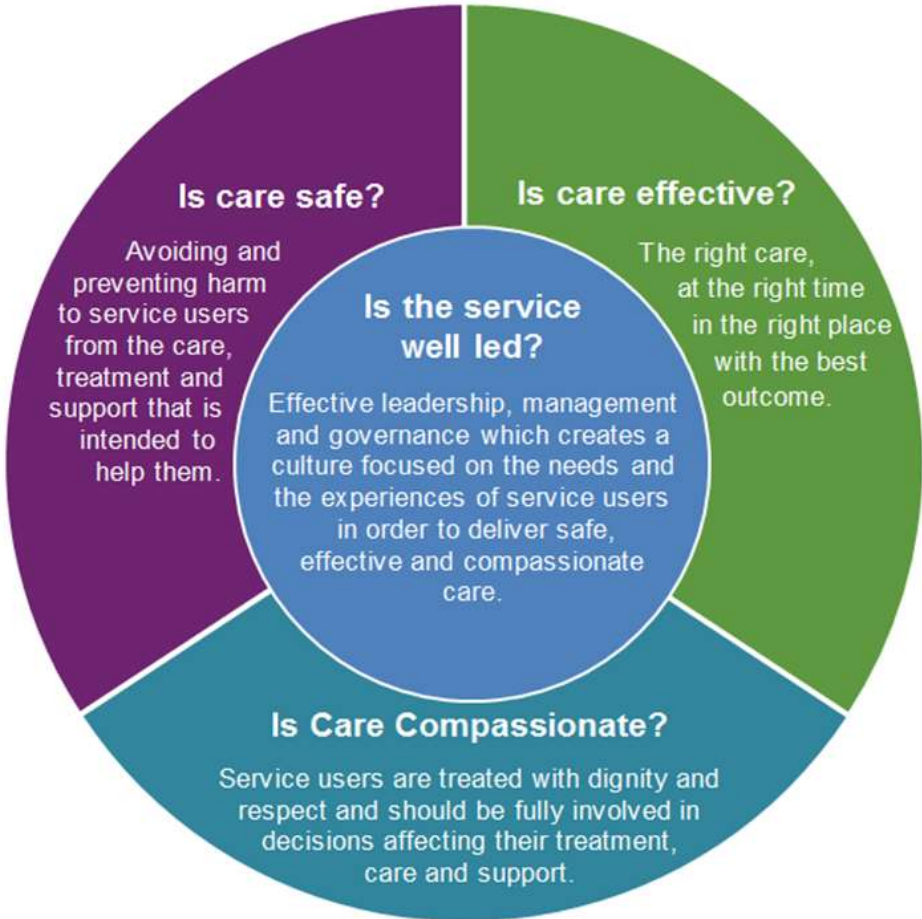 Is care safe?
Avoiding and
preventing harm
to service users
from the care,
treatment and
support that is
intended to
help them.
Is care effective?
The right care,
at the right time
in the right place
with the best
outcome.
Is the service
well led?
Effective leadership, management
and governance which creates a
culture focused on the needs and
the experiences of service users
in order to deliver safe,
effective and compassionate
care.
Is Care Compassionate?
Service users are treated with dignity and
respect and should be fully involved in
decisions affecting their treatment,
care and support.